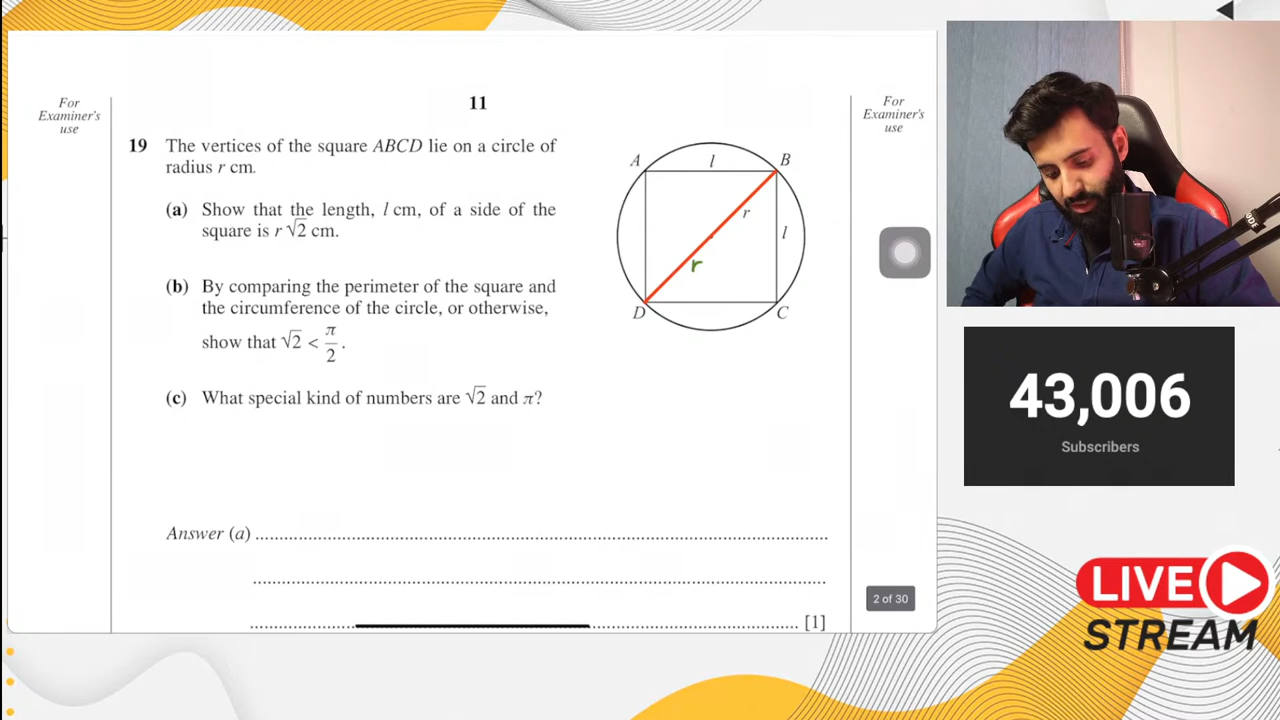 11
For
Examiner's
use
For
Examiner's
use
19 The vertices of the square ABCD lie on a circle of
radius r cm.
(a) Show that the length, l cm, of a side of the
square is r √2 cm.
(b) By comparing the perimeter of the square and
the circumference of the circle, or otherwise,
show that √2 < π/2 .
(c) What special kind of numbers are √2 and π?
A l B
r
l
r
D C
Answer (a) ........................................................................
........................................................................
........................................................................ [1]
2 of 30
43,006
Subscribers
LIVE
STREAM